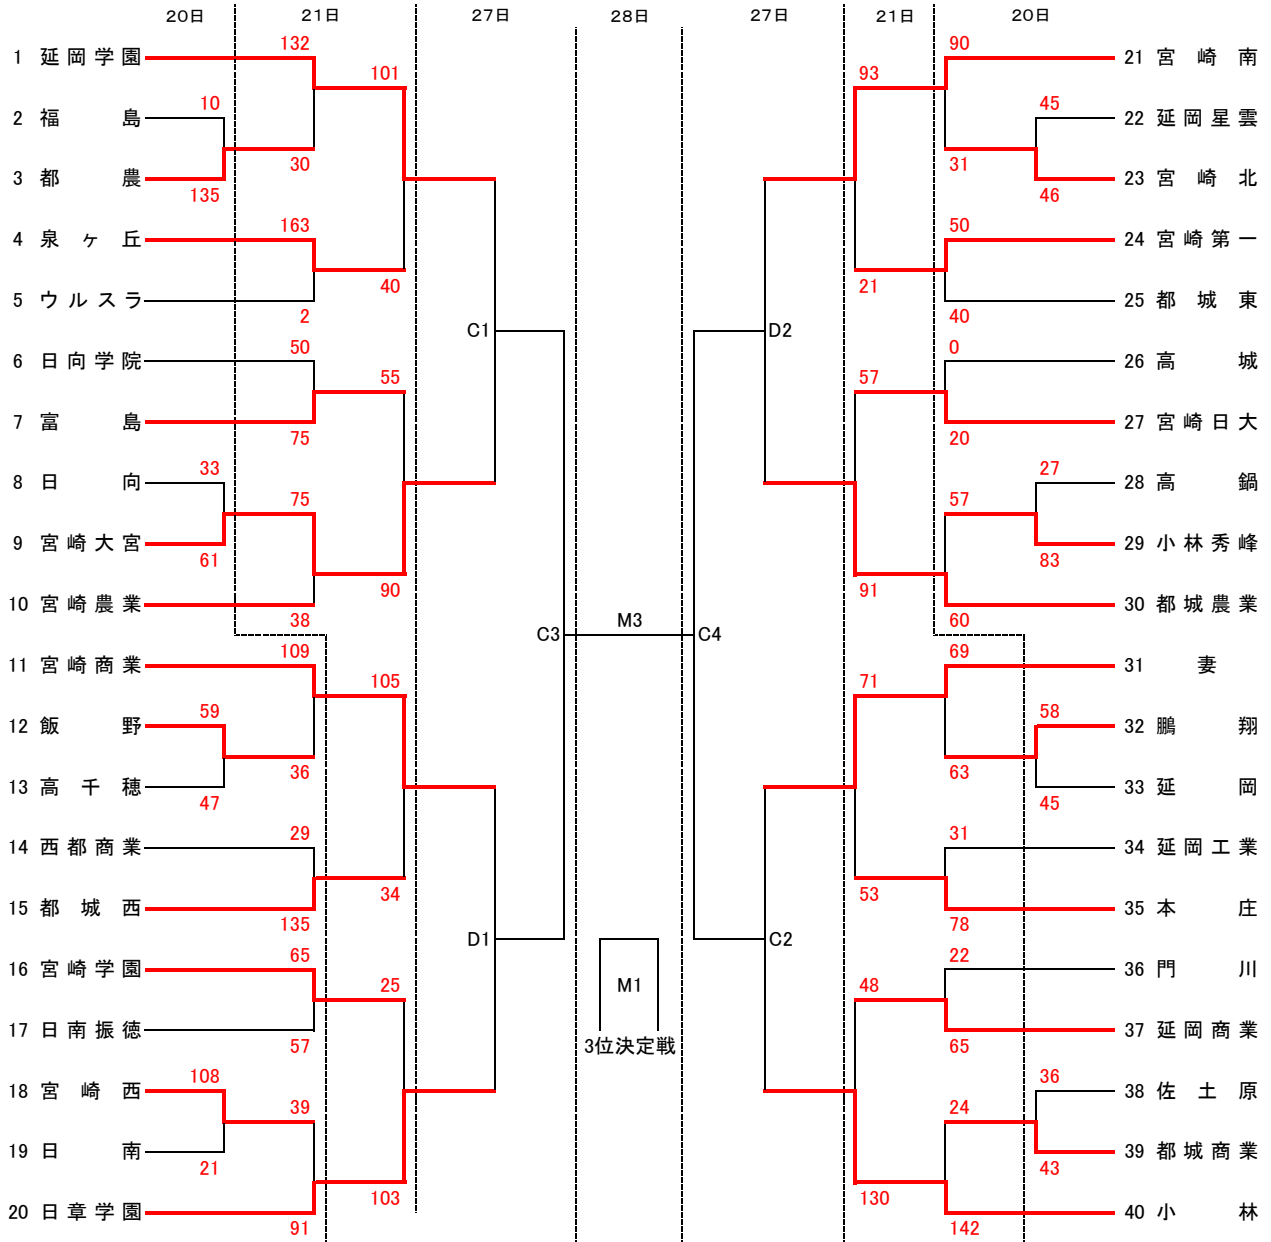 20日 21日 27日 28日 27日 21日 20日
132 90
1 延岡学園 101 93 21 宮崎南
10 45
2 福島 22 延岡星雲
30 31
3 都農 23 宮崎北
135 46
163 50
4 泉ヶ丘 24 宮崎第一
40 21
5 ウルスラ 25 都城東
2 40
C1 D2
50 0
6 日向学院 26 高城
55 57
7 富島 27 宮崎日大
75 20
33 27
8 日向 28 高鍋
75 57
9 宮崎大宮 29 小林秀峰
61 83
90 91
10 宮崎農業 30 都城農業
38 60
C3 M3 C4
109 69
11 宮崎商業 31 妻
105 71
59 58
12 飯野 32 鵬翔
36 63
13 高千穂 33 延岡
47 45
29 31
14 西都商業 34 延岡工業
34 53
15 都城西 35 本庄
135 78
D1 C2
65 22
16 宮崎学園 36 門川
25 M1 48
17 日南振徳 37 延岡商業
57 3位決定戦 65
108 36
18 宮崎西 38 佐土原
39 24
19 日南 39 都城商業
21 43
103 130
20 日章学園 40 小林
91 142